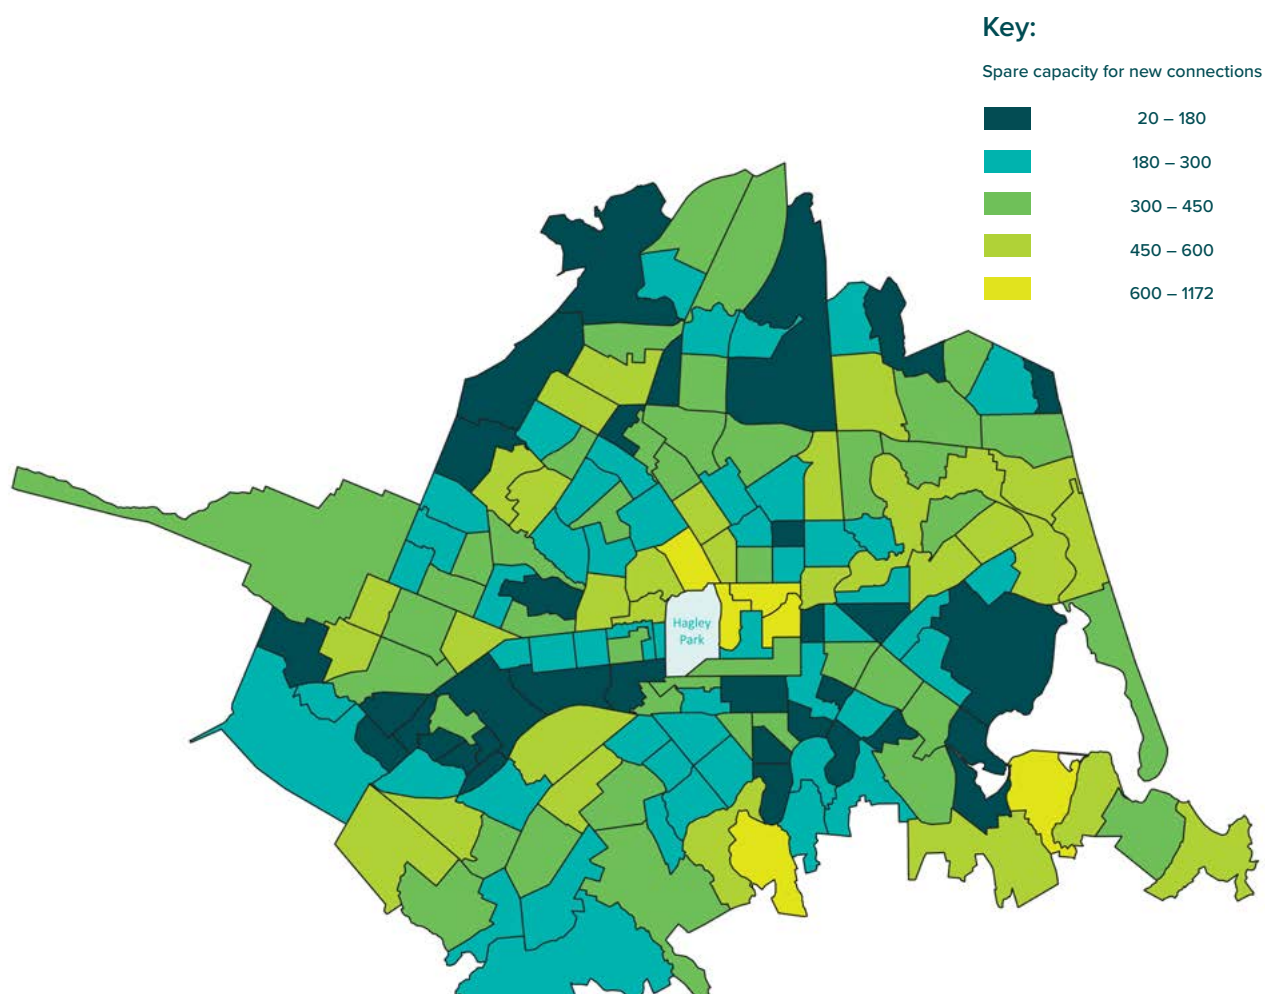 Key:
Spare capacity for new connections
20 – 180
180 – 300
300 – 450
450 – 600
600 – 1172
Hagley
Park